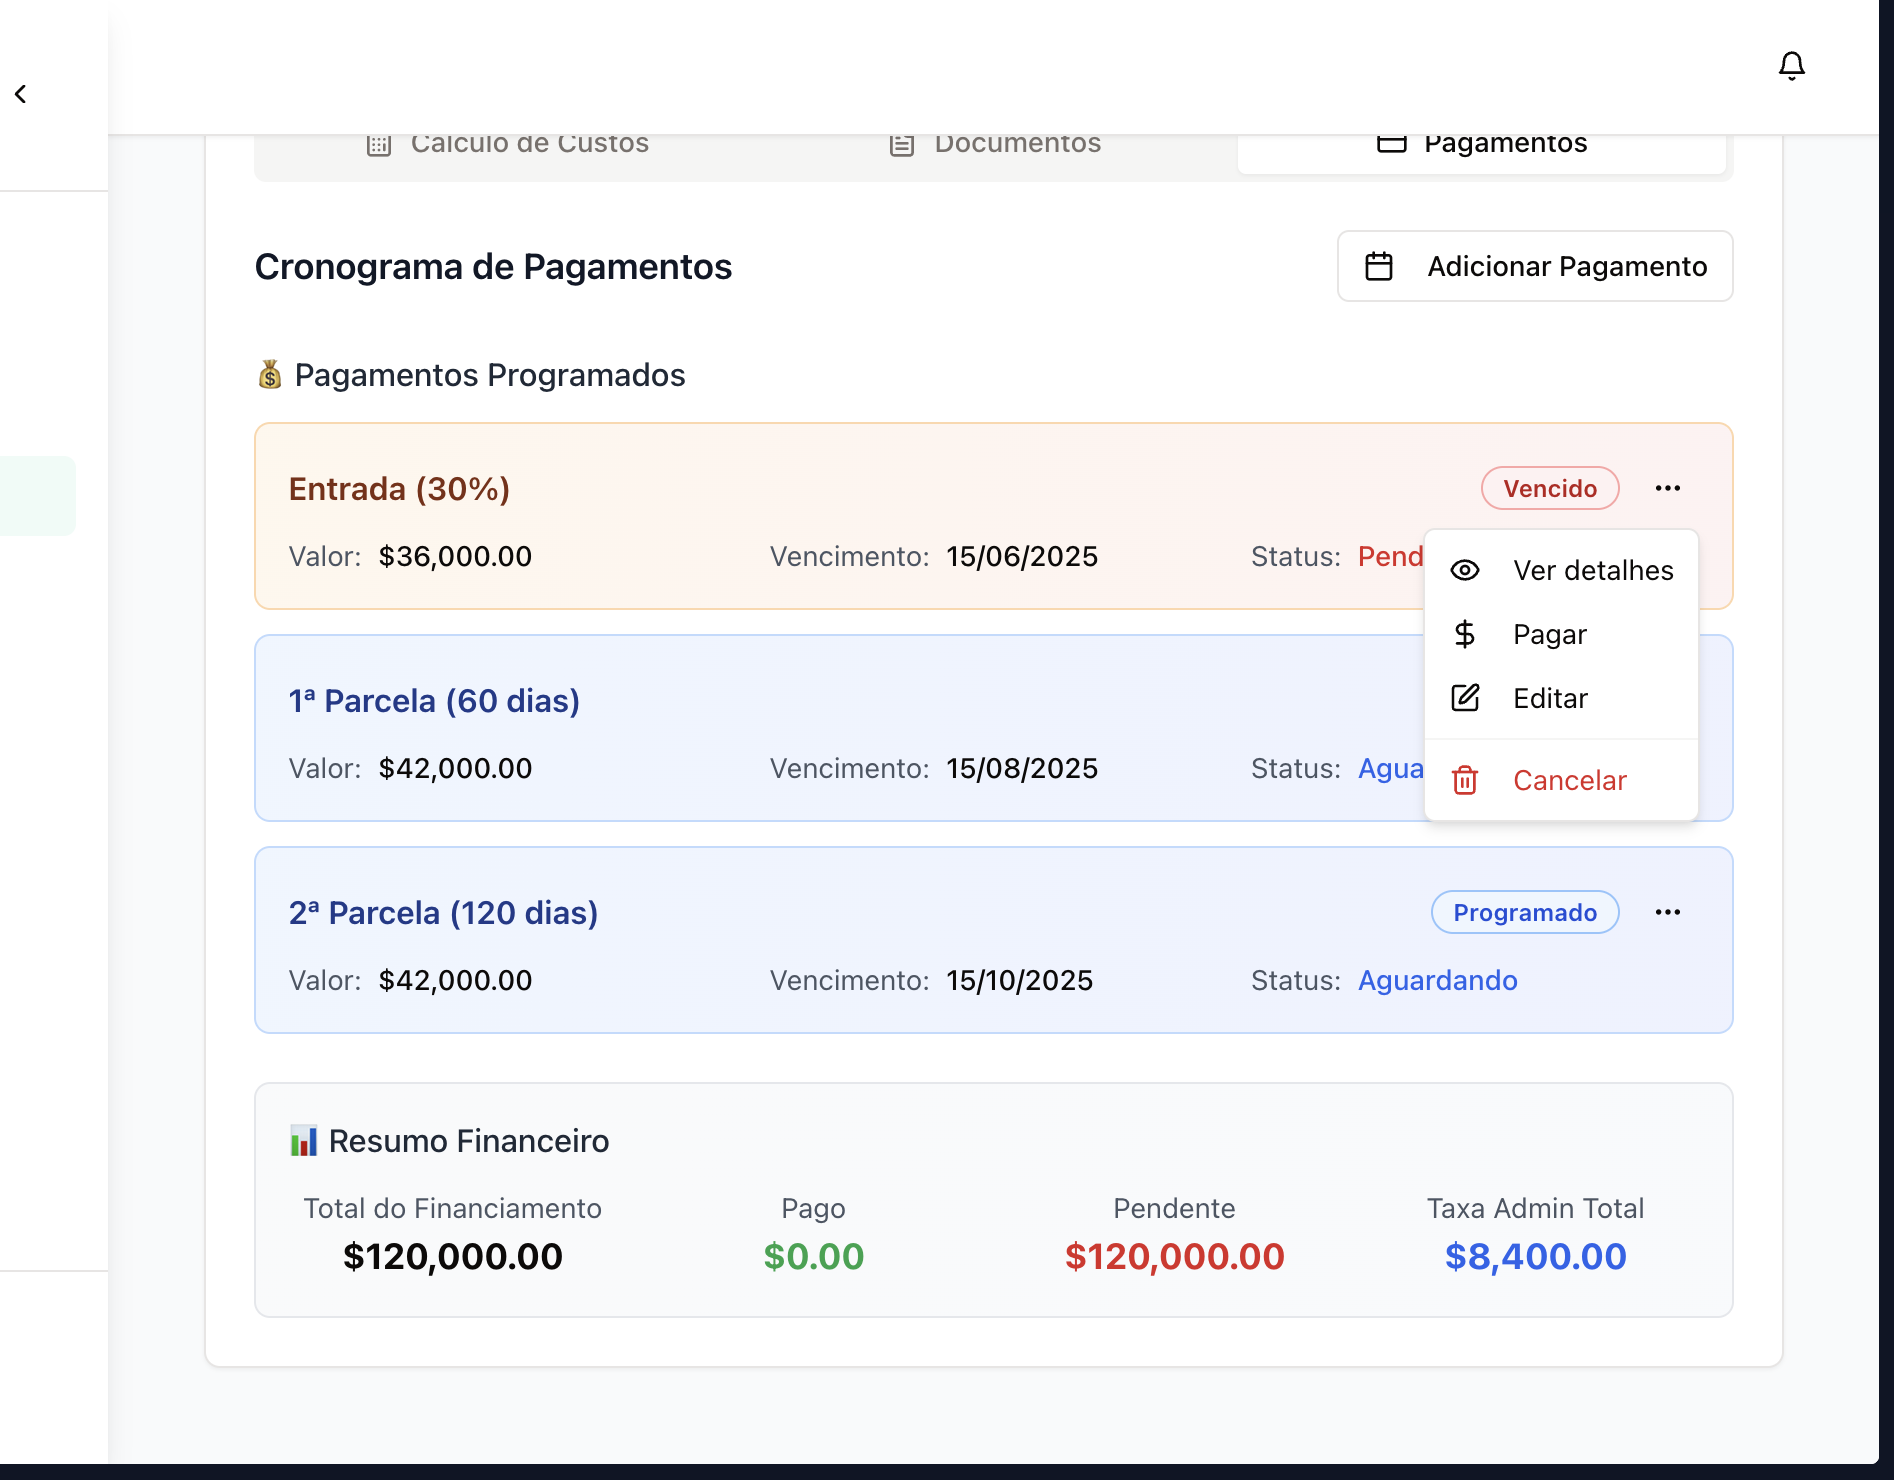 Calculo de Custos
Documentos
Pagamentos
Cronograma de Pagamentos
Adicionar Pagamento
Pagamentos Programados
Entrada (30%)
Vencido
Valor: $36,000.00
Vencimento: 15/06/2025
Status: Pend
Ver detalhes
Pagar
Editar
Cancelar
1ª Parcela (60 dias)
Valor: $42,000.00
Vencimento: 15/08/2025
Status: Agua
2ª Parcela (120 dias)
Programado
Valor: $42,000.00
Vencimento: 15/10/2025
Status: Aguardando
Resumo Financeiro
Total do Financiamento
$120,000.00
Pago
$0.00
Pendente
$120,000.00
Taxa Admin Total
$8,400.00